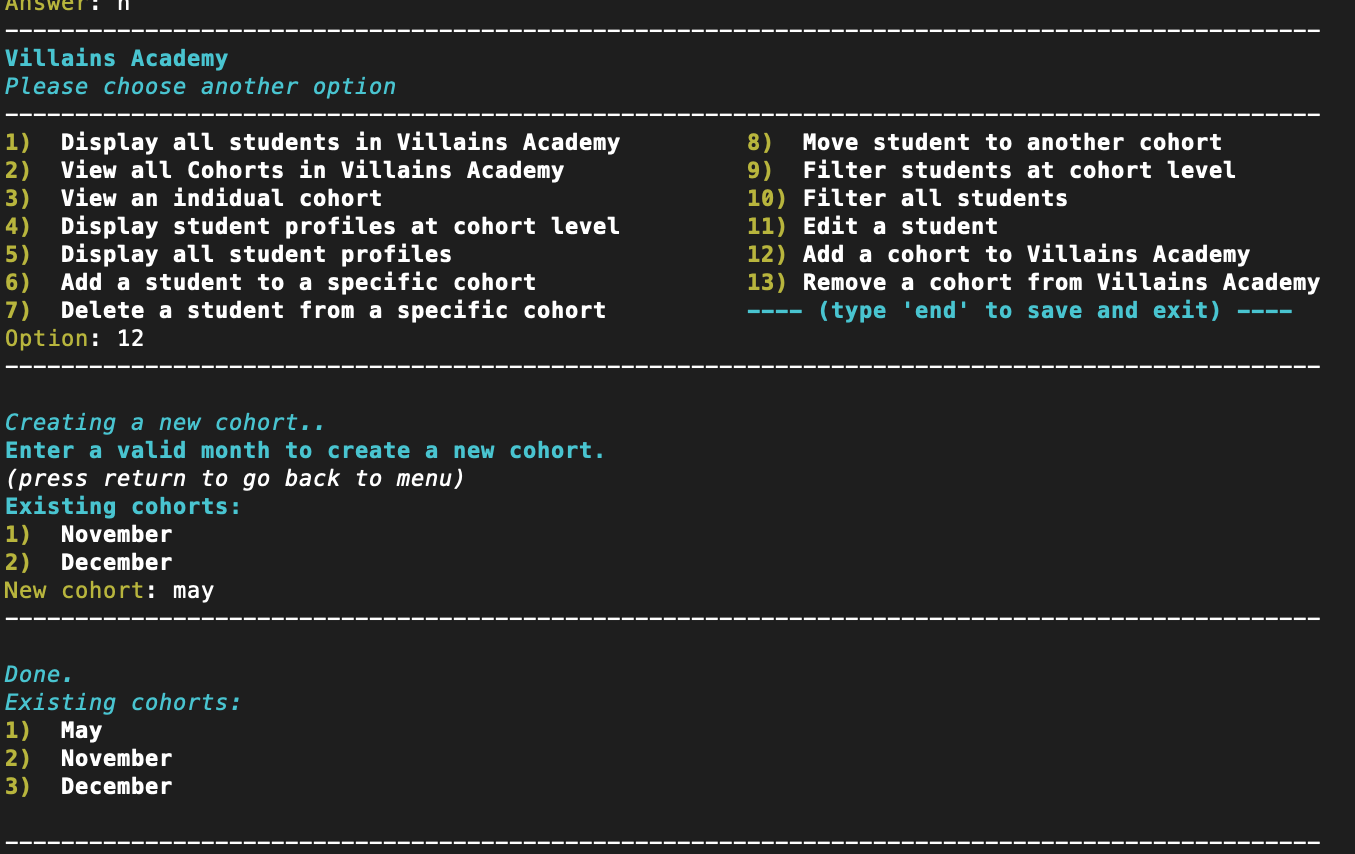 Answer: n
--------------------------------------------------------------------------------------------
Villains Academy
Please choose another option
--------------------------------------------------------------------------------------------
1) Display all students in Villains Academy 8) Move student to another cohort
2) View all Cohorts in Villains Academy 9) Filter students at cohort level
3) View an indidual cohort 10) Filter all students
4) Display student profiles at cohort level 11) Edit a student
5) Display all student profiles 12) Add a cohort to Villains Academy
6) Add a student to a specific cohort 13) Remove a cohort from Villains Academy
7) Delete a student from a specific cohort ---- (type 'end' to save and exit) ----
Option: 12
--------------------------------------------------------------------------------------------
Creating a new cohort..
Enter a valid month to create a new cohort.
(press return to go back to menu)
Existing cohorts:
1) November
2) December
New cohort: may
--------------------------------------------------------------------------------------------
Done.
Existing cohorts:
1) May
2) November
3) December
--------------------------------------------------------------------------------------------